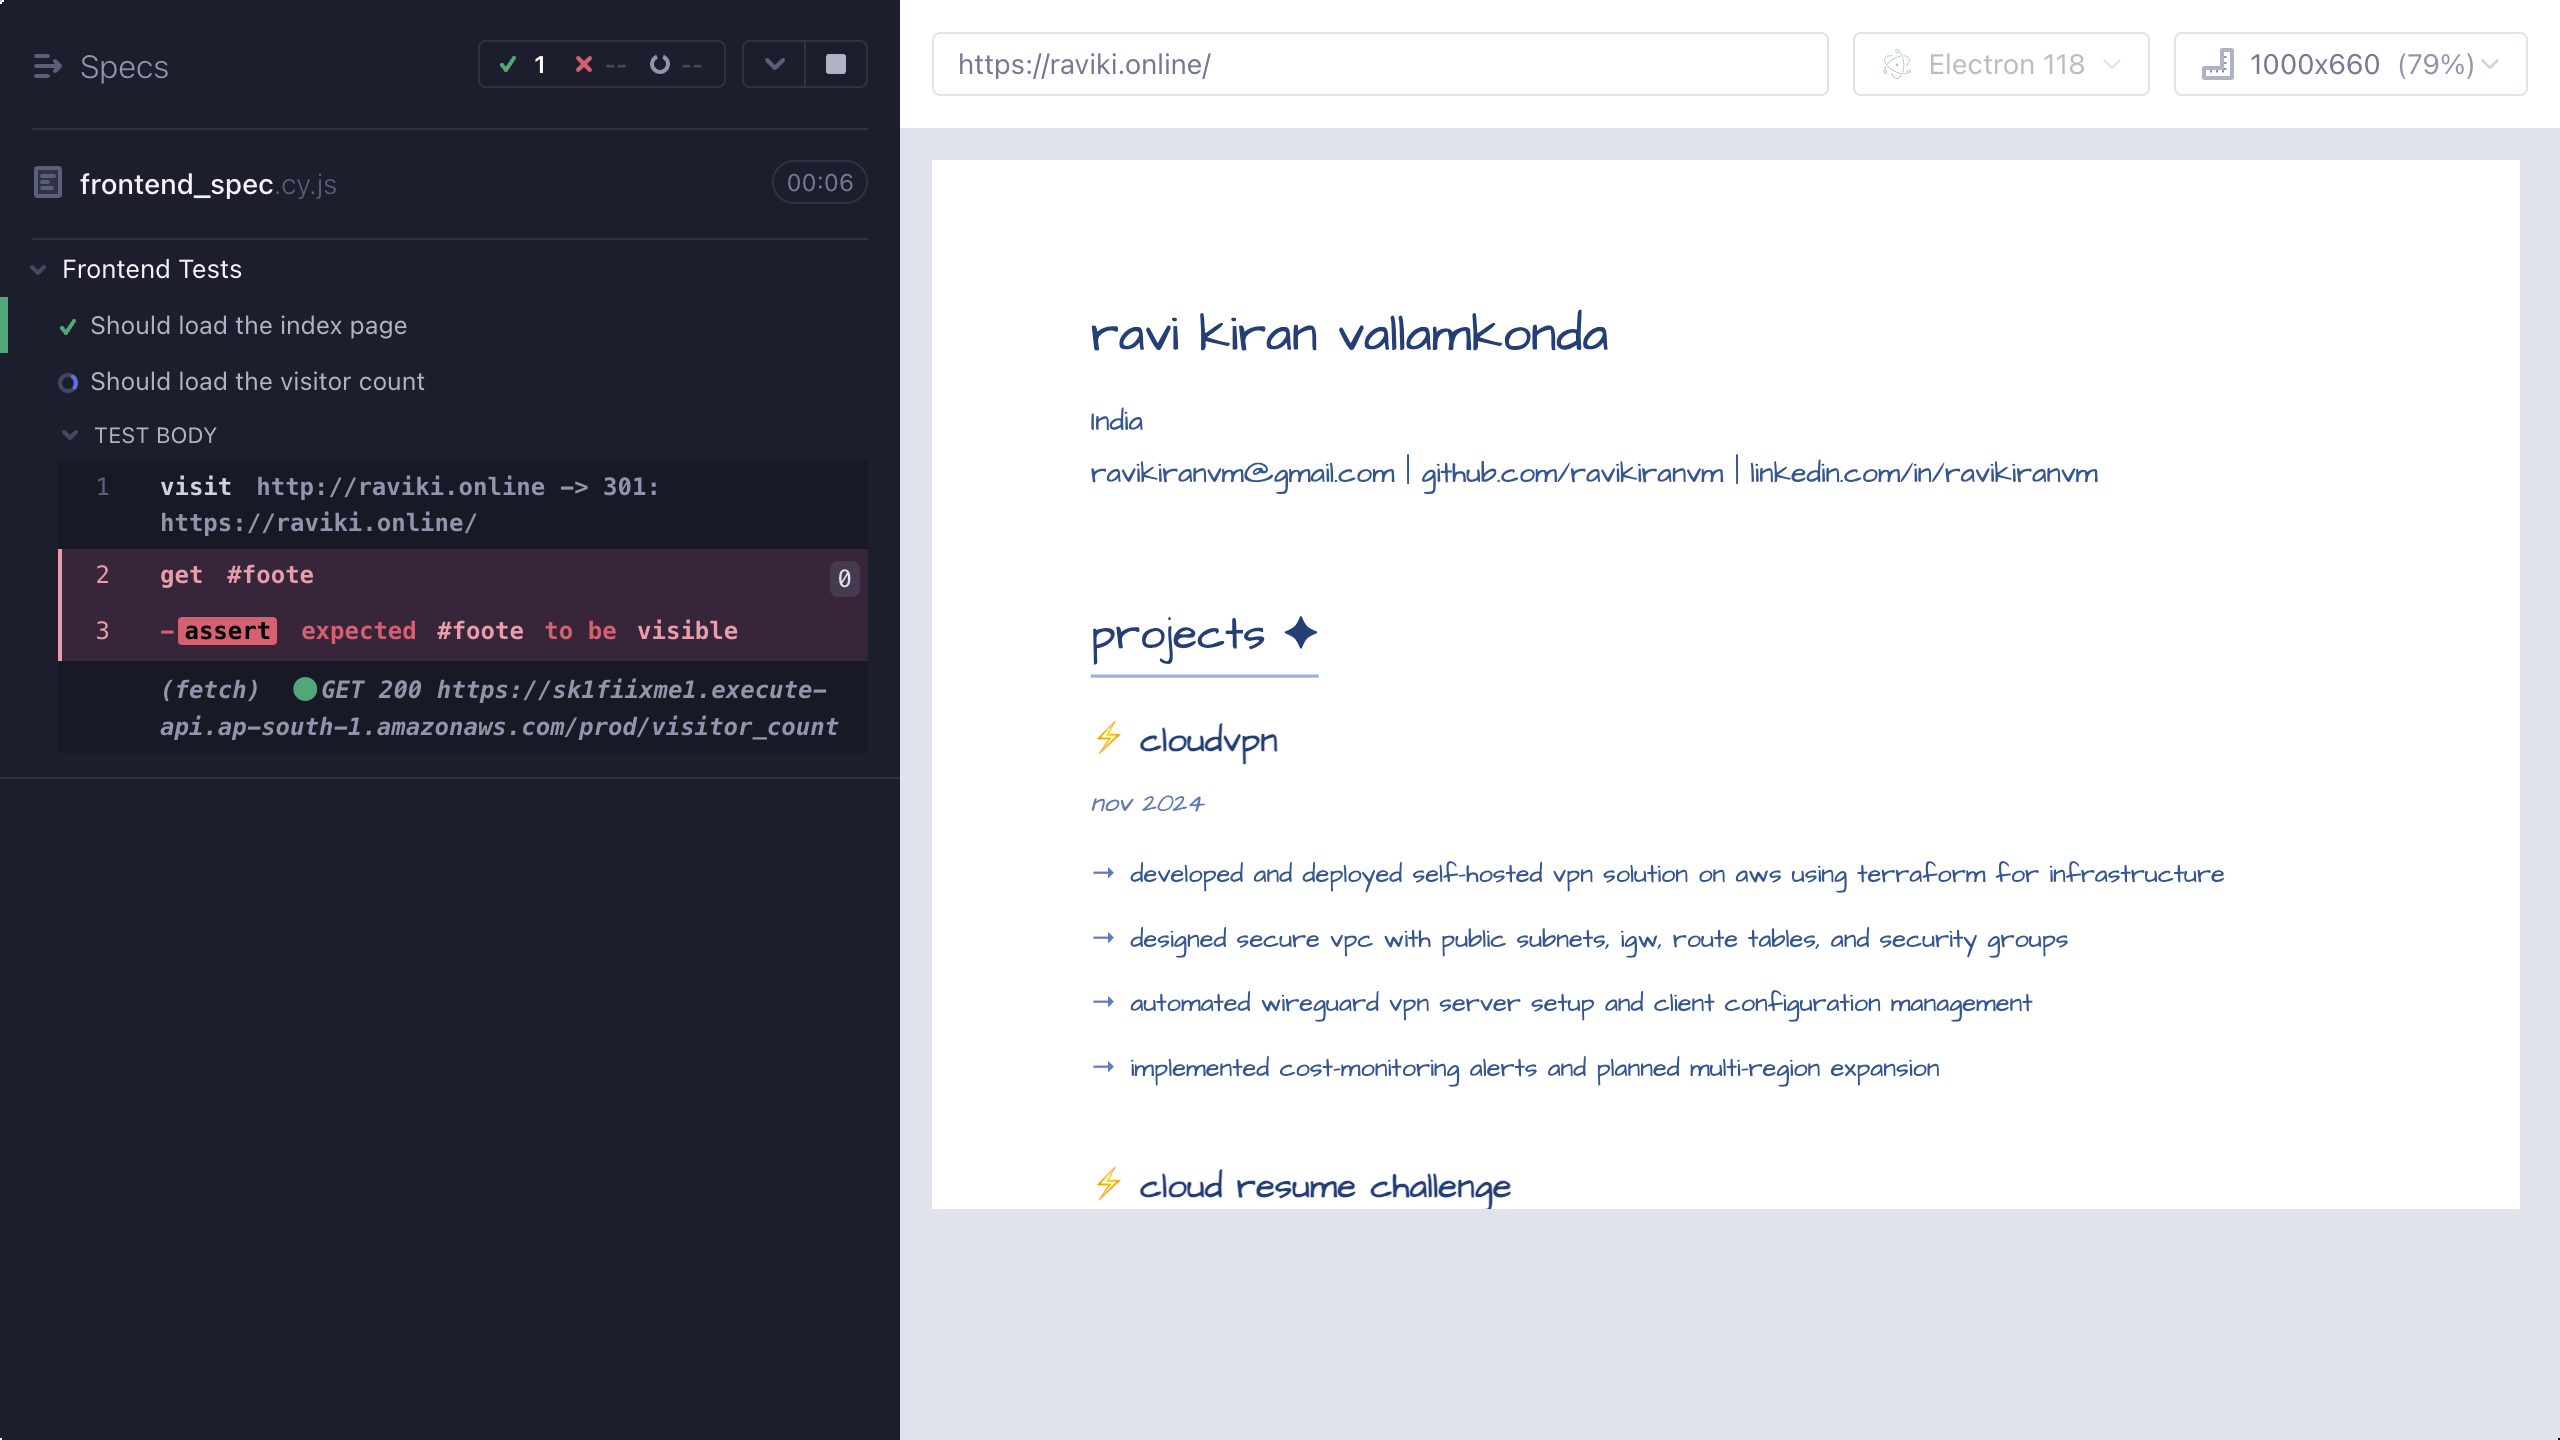 Specs
1 -- --
frontend_spec.cy.js 00:06
Frontend Tests
Should load the index page
Should load the visitor count
TEST BODY
1 visit http://raviki.online -> 301:
https://raviki.online/
2 get #foote 0
3 -assert expected #foote to be visible
(fetch) GET 200 https://sk1fiixme1.execute-
api.ap-south-1.amazonaws.com/prod/visitor_count
https://raviki.online/ Electron 118 1000x660 (79%)
ravi kiran vallamkonda
India
ravikiranvm@gmail.com | github.com/ravikiranvm | linkedin.com/in/ravikiranvm
projects ✦
⚡ cloudvpn
nov 2024
→ developed and deployed self-hosted vpn solution on aws using terraform for infrastructure
→ designed secure vpc with public subnets, igw, route tables, and security groups
→ automated wireguard vpn server setup and client configuration management
→ implemented cost-monitoring alerts and planned multi-region expansion
⚡ cloud resume challenge